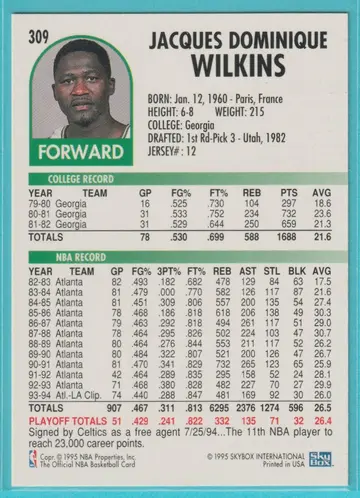 309
JACQUES DOMINIQUE
WILKINS
BORN: Jan. 12, 1960 - Paris, France
HEIGHT: 6-8 WEIGHT: 215
COLLEGE: Georgia
DRAFTED: 1st Rd-Pick 3 - Utah, 1982
JERSEY#: 12
FORWARD
COLLEGE RECORD
YEAR TEAM GP FG% FT% REB PTS AVG
79-80 Georgia 16 .525 .730 104 297 18.6
80-81 Georgia 31 .533 .752 234 732 23.6
81-82 Georgia 31 .529 .644 250 659 21.3
TOTALS 78 .530 .699 588 1688 21.6
NBA RECORD
YEAR TEAM GP FG% 3PT% FT% REB AST STL BLK AVG
82-83 Atlanta 82 .493 .182 .682 478 129 84 63 17.5
83-84 Atlanta 81 .479 .000 .770 582 126 117 87 21.6
84-85 Atlanta 81 .451 .309 .806 557 200 135 54 27.4
85-86 Atlanta 78 .468 .186 .818 618 206 138 49 30.3
86-87 Atlanta 79 .463 .292 .818 494 261 117 51 29.0
87-88 Atlanta 78 .464 .295 .826 502 224 103 47 30.7
88-89 Atlanta 80 .464 .276 .844 553 211 117 52 26.2
89-90 Atlanta 80 .484 .322 .807 521 200 126 47 26.7
90-91 Atlanta 81 .470 .341 .829 732 265 123 65 25.9
91-92 Atlanta 42 .464 .289 .835 295 158 52 24 28.1
92-93 Atlanta 71 .468 .380 .828 482 227 70 27 29.9
93-94 Atl.-LA Clip. 74 .440 .288 .847 481 169 92 30 26.0
TOTALS 907 .467 .311 .813 6295 2376 1274 596 26.5
PLAYOFF TOTALS 51 .429 .241 .822 332 135 71 32 26.4
Signed by Celtics as a free agent 7/25/94...The 11th NBA player to
reach 23,000 career points.
Copr. © 1995 NBA Properties, Inc.
The Official NBA Basketball Card
© 1995 SKYBOX INTERNATIONAL
Printed in USA
SkyBox